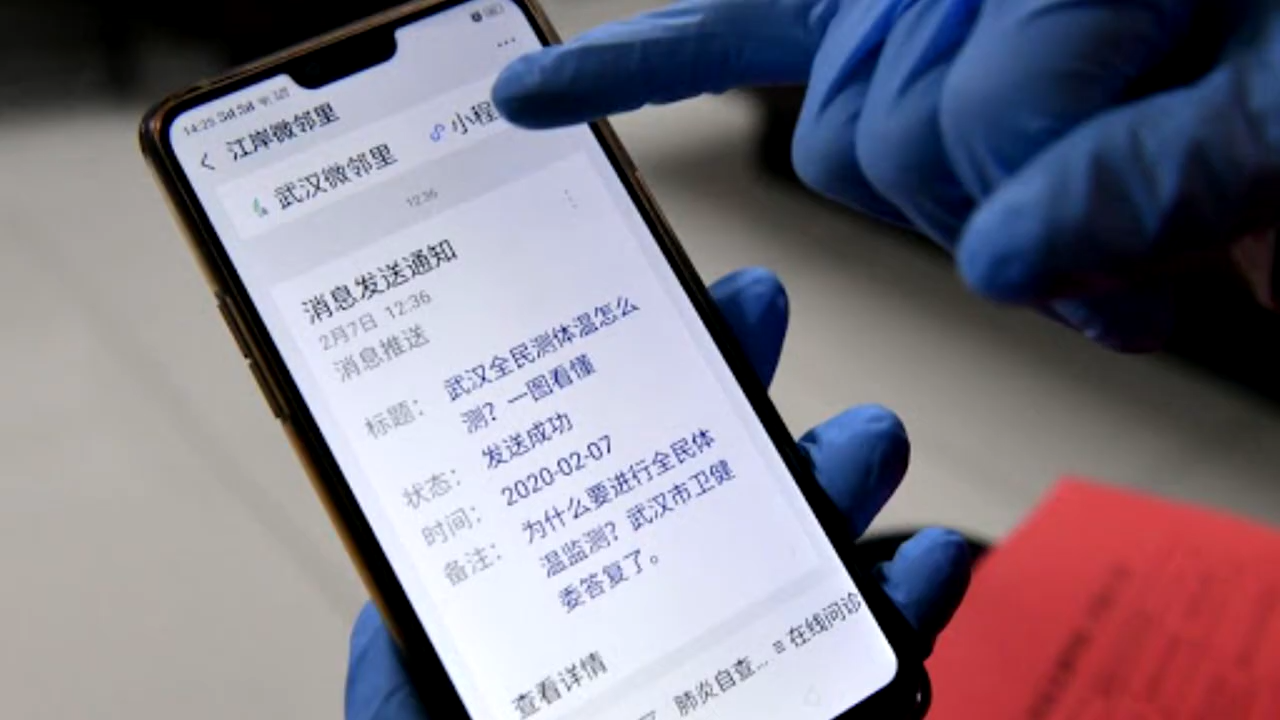 14:25
江岸微邻里
武汉微邻里
小程
12:36
消息发送通知
2月7日 12:36
消息推送
标题: 武汉全民测体温怎么
测? 一图看懂
状态: 发送成功
时间: 2020-02-07
备注: 为什么要进行全民体
温监测? 武汉市卫健
委答复了。
查看详情
肺炎自查... ≡在线问诊